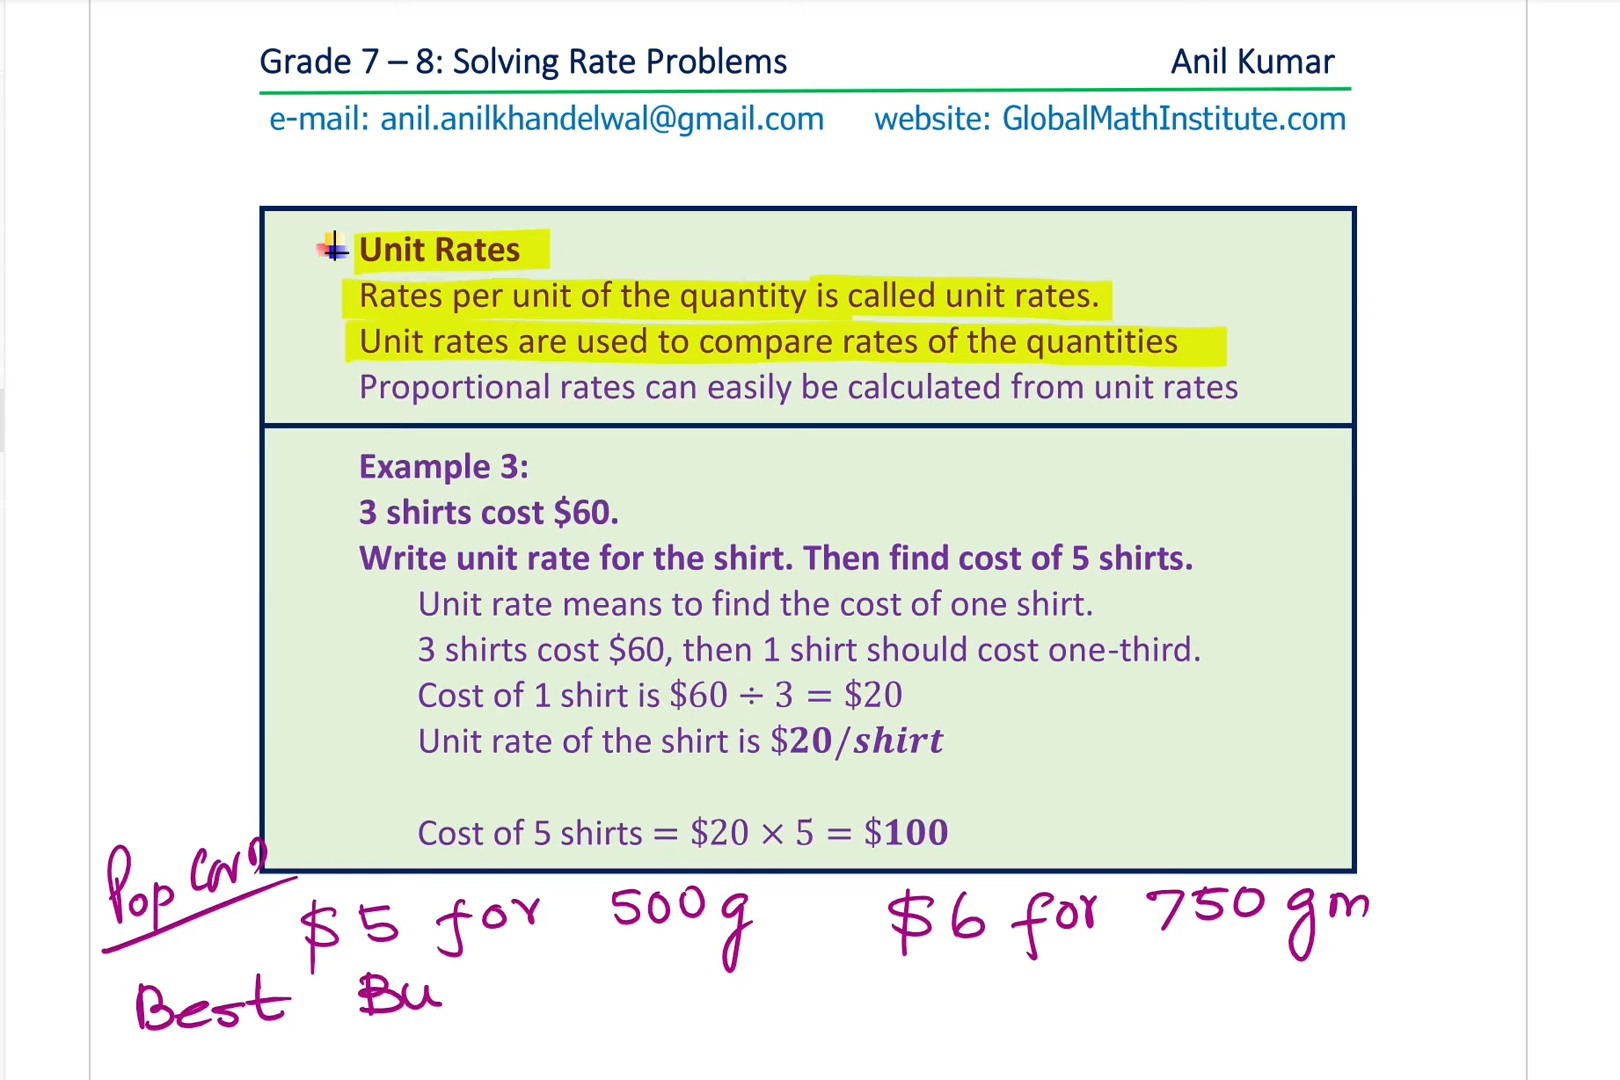 Grade 7 – 8: Solving Rate Problems Anil Kumar
e-mail: anil.anilkhandelwal@gmail.com website: GlobalMathInstitute.com
Unit Rates
Rates per unit of the quantity is called unit rates.
Unit rates are used to compare rates of the quantities
Proportional rates can easily be calculated from unit rates
Example 3:
3 shirts cost $60.
Write unit rate for the shirt. Then find cost of 5 shirts.
Unit rate means to find the cost of one shirt.
3 shirts cost $60, then 1 shirt should cost one-third.
Cost of 1 shirt is $60 ÷ 3 = $20
Unit rate of the shirt is $20/shirt
Cost of 5 shirts = $20 × 5 = $100
Pop Corn
$5 for 500g $6 for 750 gm
Best Bu